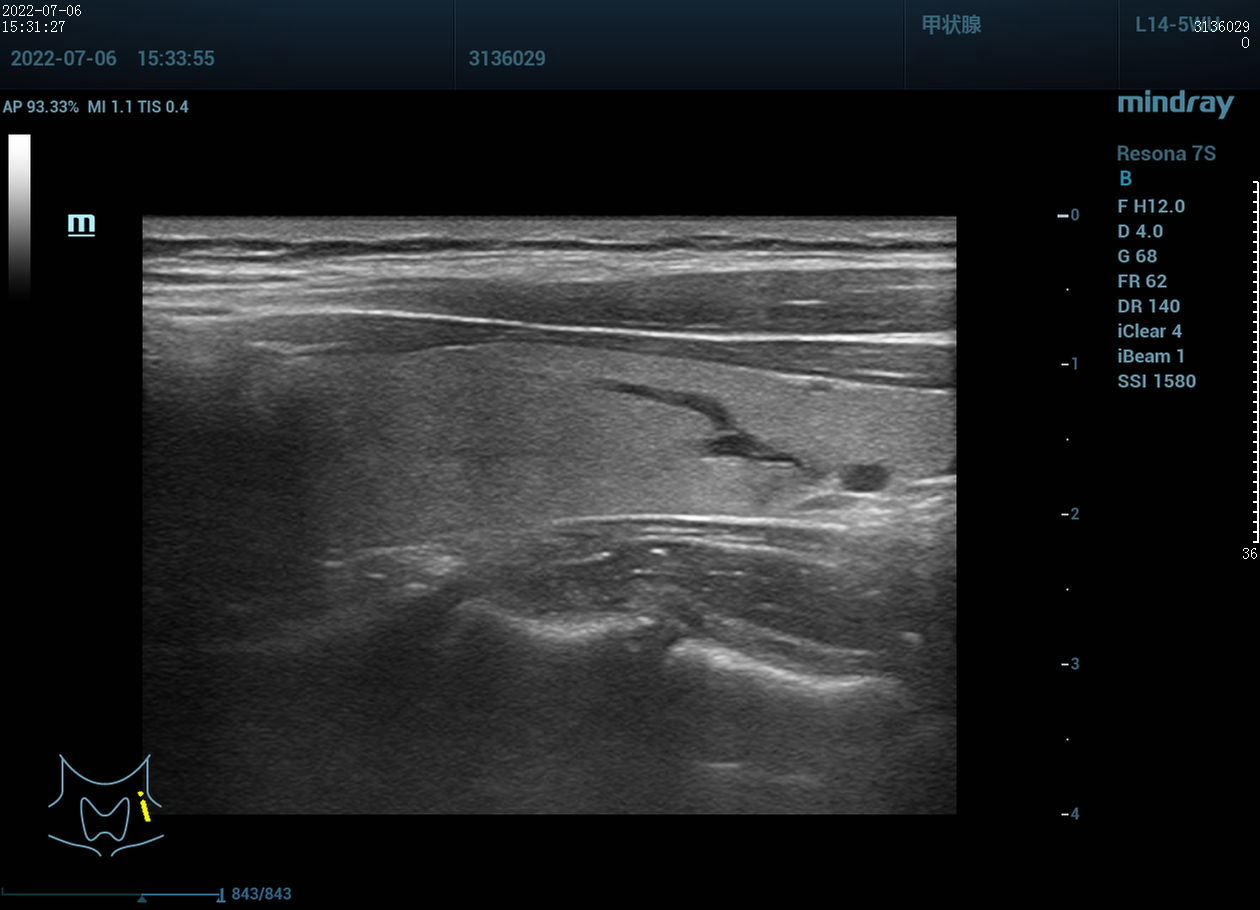 2022-07-06
15:31:27
2022-07-06 15:33:55
3136029
甲状腺
3136029
0
AP 93.33% MI 1.1 TIS 0.4
mindray
Resona 7S
B
F H12.0
D 4.0
G 68
FR 62
DR 140
iClear 4
iBeam 1
SSI 1580
m
0
1
2
3
4
36
843/843